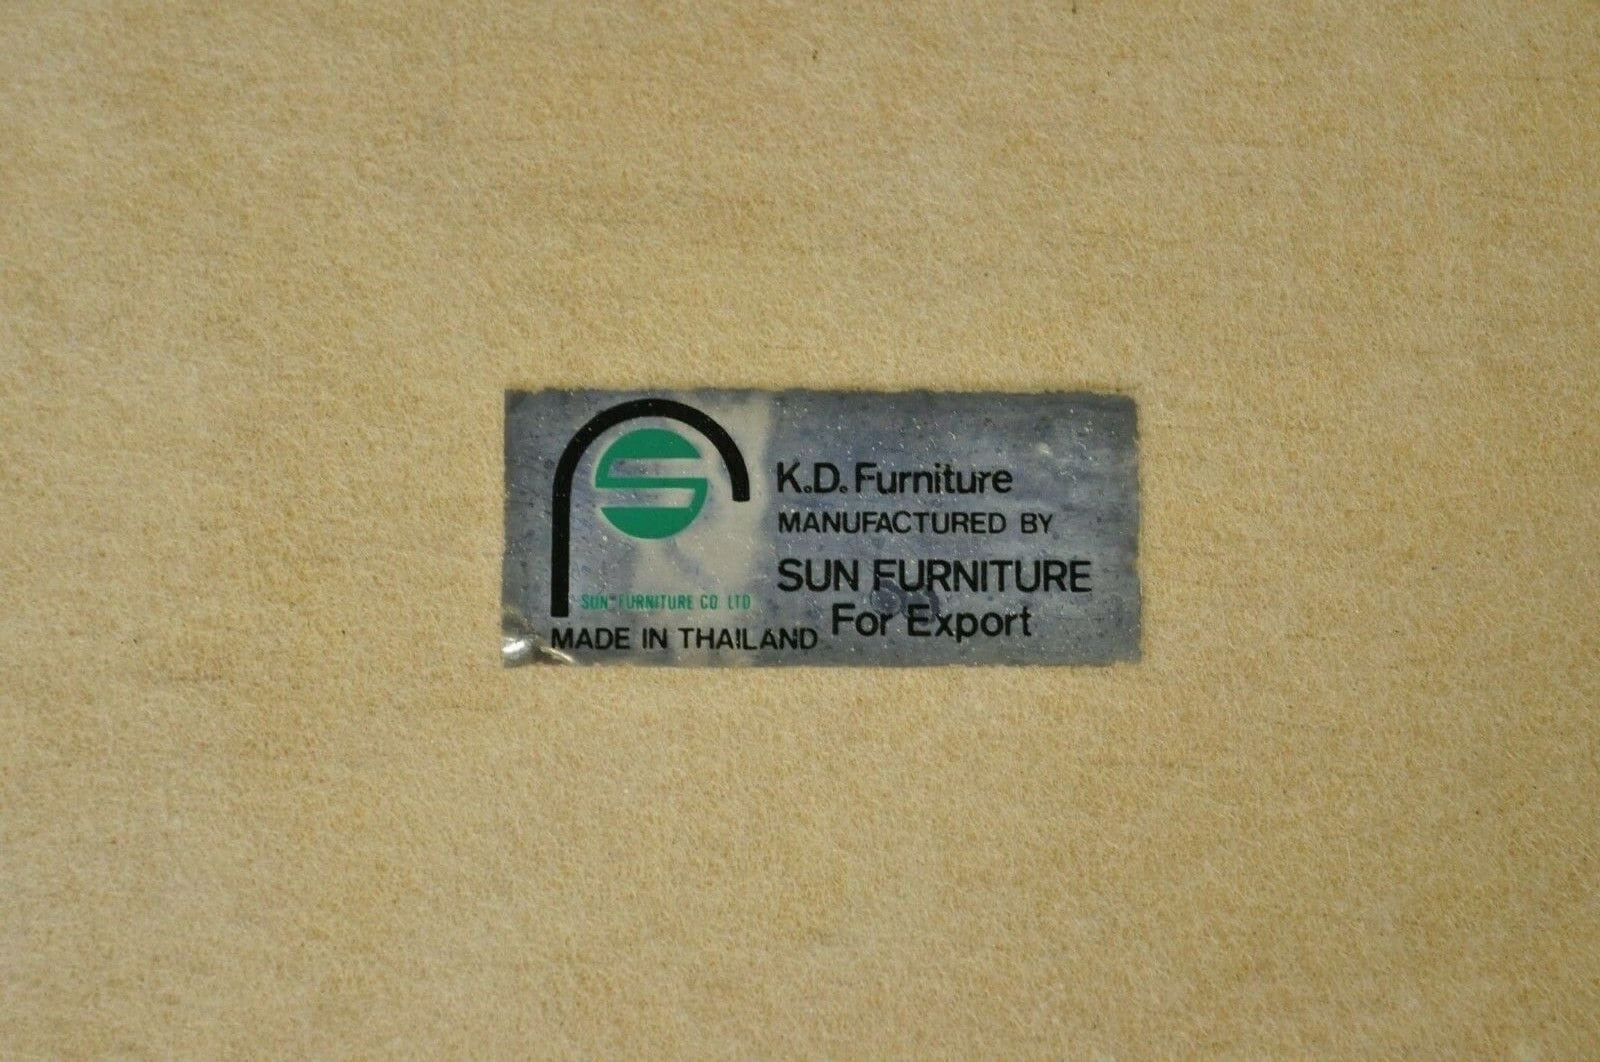 S
SUN FURNITURE CO LTD
MADE IN THAILAND
K.D. Furniture
MANUFACTURED BY
SUN FURNITURE
For Export